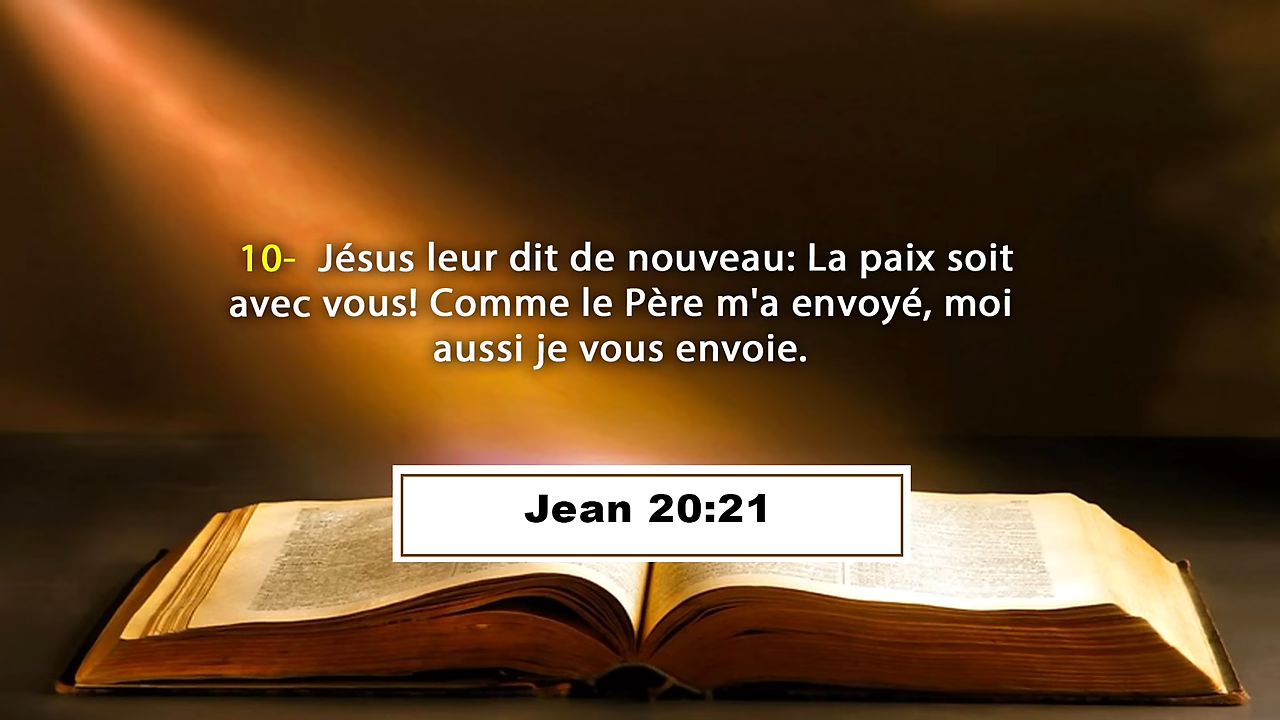 10- Jésus leur dit de nouveau: La paix soit
avec vous! Comme le Père m'a envoyé, moi
aussi je vous envoie.
Jean 20:21